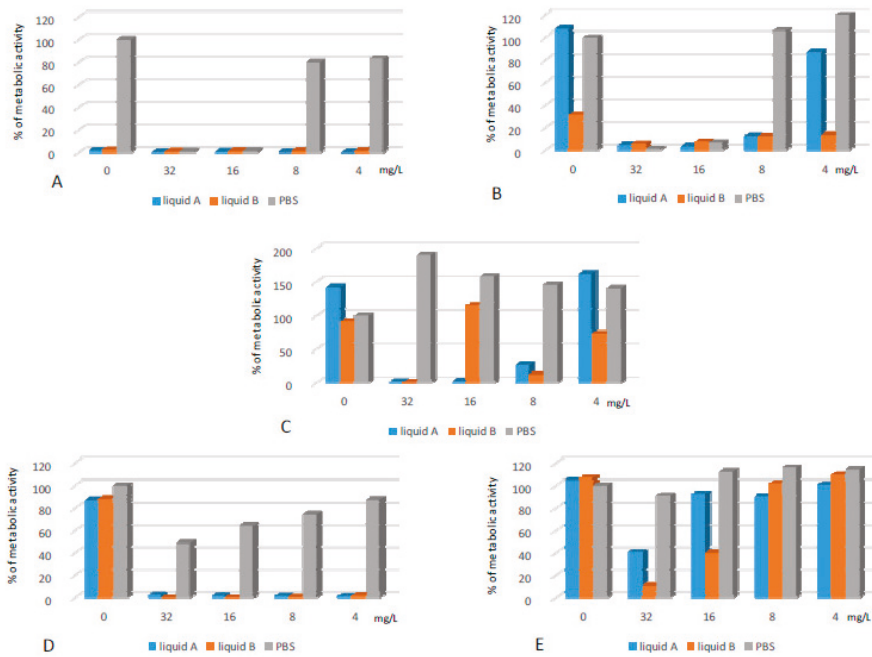 % of metabolic activity
120
100
80
60
40
20
0
0 32 16 8 4 mg/L
A
liquid A liquid B PBS
% of metabolic activity
120
100
80
60
40
20
0
0 32 16 8 4 mg/L
B
liquid A liquid B PBS
% of metabolic activity
200
150
100
50
0
0 32 16 8 4 mg/L
C
liquid A liquid B PBS
% of metabolic activity
120
100
80
60
40
20
0
0 32 16 8 4 mg/L
D
liquid A liquid B PBS
% of metabolic activity
120
100
80
60
40
20
0
0 32 16 8 4 mg/L
E
liquid A liquid B PBS